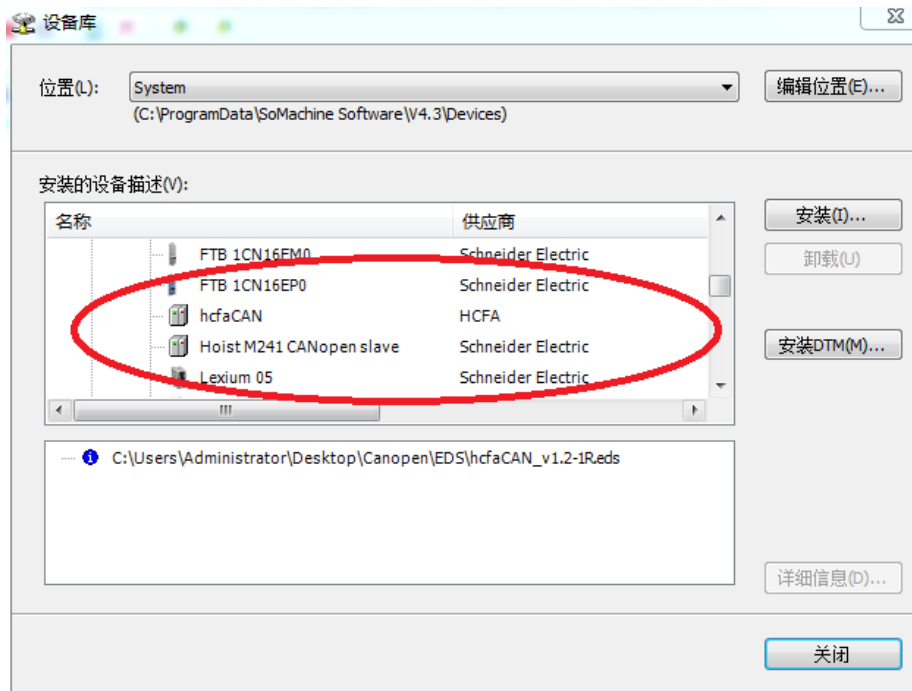 设备库
位置(L): System 编辑位置(E)...
(C:\ProgramData\SoMachine Software\V4.3\Devices)
安装的设备描述(V):
名称 供应商
安装(I)...
FTB 1CN16EM0 Schneider Electric
卸载(U)
FTB 1CN16EP0 Schneider Electric
hcfaCAN HCFA
Hoist M241 CANopen slave Schneider Electric
安装DTM(M)...
Lexium 05 Schneider Electric
C:\Users\Administrator\Desktop\Canopen\EDS\hcfaCAN_v1.2-1R.eds
详细信息(D)...
关闭